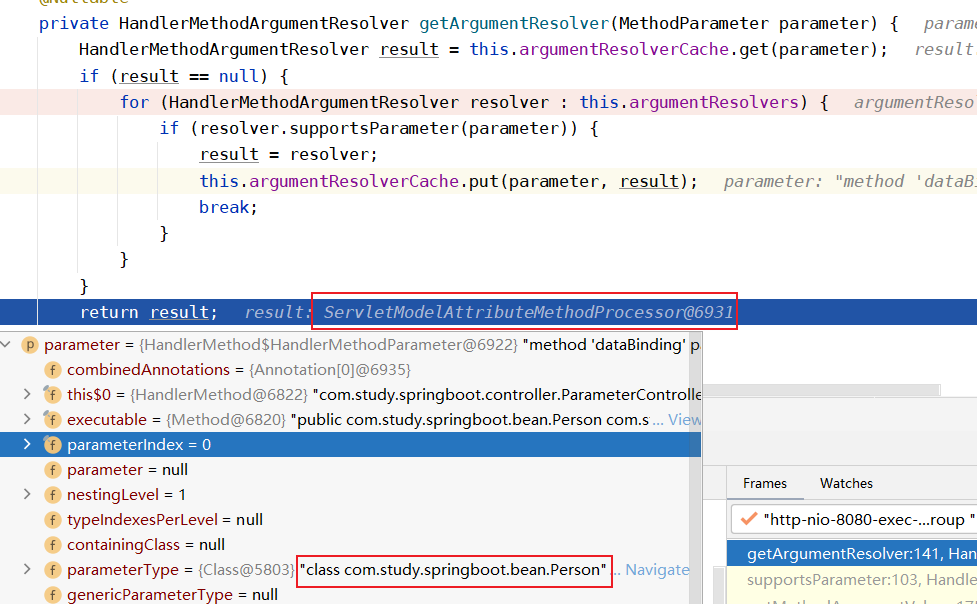 @Nullable
private HandlerMethodArgumentResolver getArgumentResolver(MethodParameter parameter) {
HandlerMethodArgumentResolver result = this.argumentResolverCache.get(parameter); result:
if (result == null) {
for (HandlerMethodArgumentResolver resolver : this.argumentResolvers) { argumentReso
if (resolver.supportsParameter(parameter)) {
result = resolver;
this.argumentResolverCache.put(parameter, result); parameter: "method 'dataB
break;
}
}
}
return result; result: ServletModelAttributeMethodProcessor@6931
p parameter = {HandlerMethod$HandlerMethodParameter@6922} "method 'dataBinding' p
f combinedAnnotations = {Annotation[0]@6935}
f this$0 = {HandlerMethod@6822} "com.study.springboot.controller.ParameterControlle
f executable = {Method@6820} "public com.study.springboot.bean.Person com.s... View
f parameterIndex = 0
f parameter = null
f nestingLevel = 1
f typeIndexesPerLevel = null
f containingClass = null
f parameterType = {Class@5803} "class com.study.springboot.bean.Person" ... Navigate
f genericParameterType = null
Frames Watches
"http-nio-8080-exec-...roup "
getArgumentResolver:141, Han
supportsParameter:103, Handle